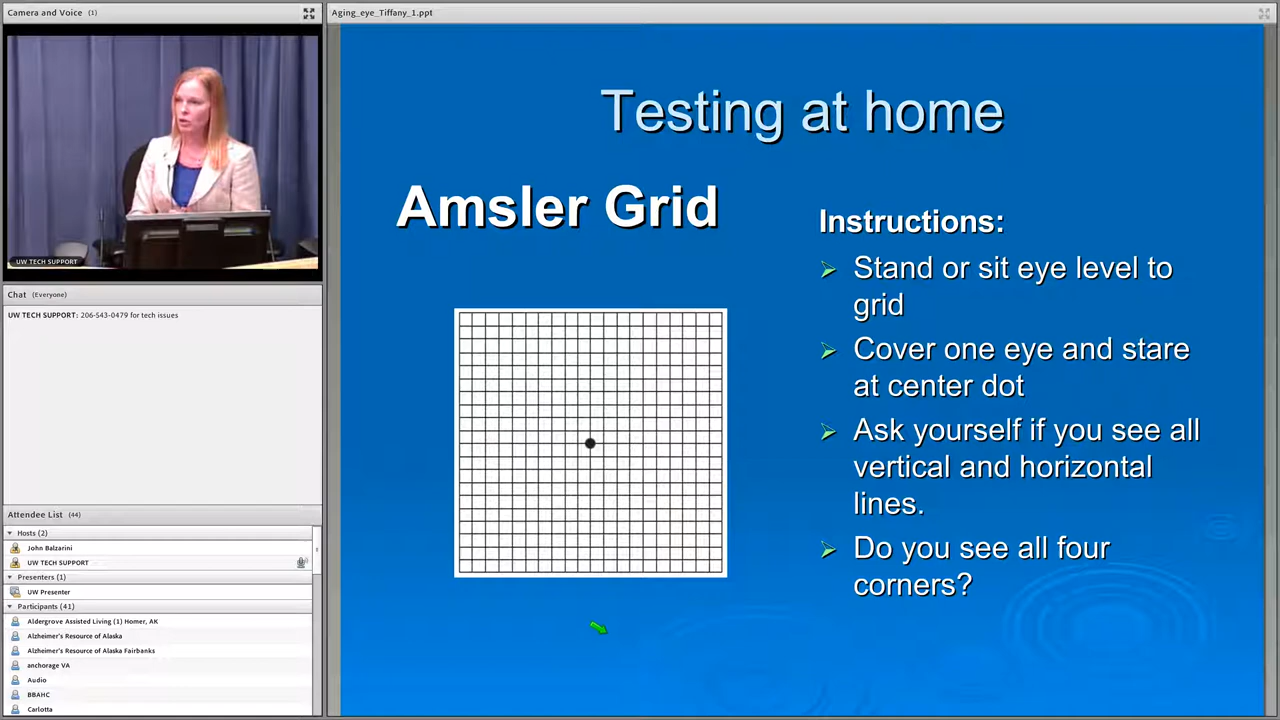 Camera and Voice (1)
UW TECH SUPPORT
Chat (Everyone)
UW TECH SUPPORT: 206-543-0479 for tech issues
Attendee List (44)
Hosts (2)
John Balzarini
UW TECH SUPPORT
Presenters (1)
UW Presenter
Participants (41)
Aldergrove Assisted Living (1) Homer, AK
Alzheimer's Resource of Alaska
Alzheimer's Resource of Alaska Fairbanks
anchorage VA
Audio
BBAHC
Carlotta
Aging_eye_Tiffany_1.ppt
Testing at home
Amsler Grid
Instructions:
Stand or sit eye level to
grid
Cover one eye and stare
at center dot
Ask yourself if you see all
vertical and horizontal
lines.
Do you see all four
corners?